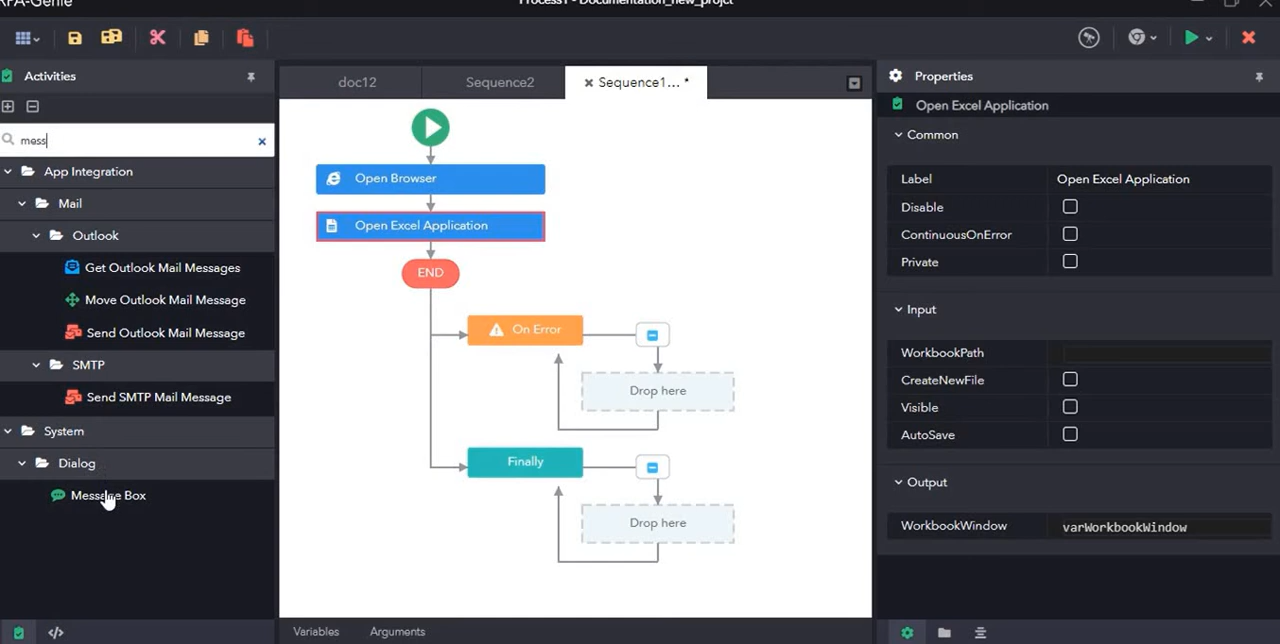 RPA-Genie
Process1 - Documentation_new_projct
Activities
mess
App Integration
Mail
Outlook
Get Outlook Mail Messages
Move Outlook Mail Message
Send Outlook Mail Message
SMTP
Send SMTP Mail Message
System
Dialog
Message Box
doc12
Sequence2
Sequence1... *
Open Browser
Open Excel Application
END
On Error
Drop here
Finally
Drop here
Variables
Arguments
Properties
Open Excel Application
Common
Label Open Excel Application
Disable
ContinuousOnError
Private
Input
WorkbookPath
CreateNewFile
Visible
AutoSave
Output
WorkbookWindow varWorkbookWindow